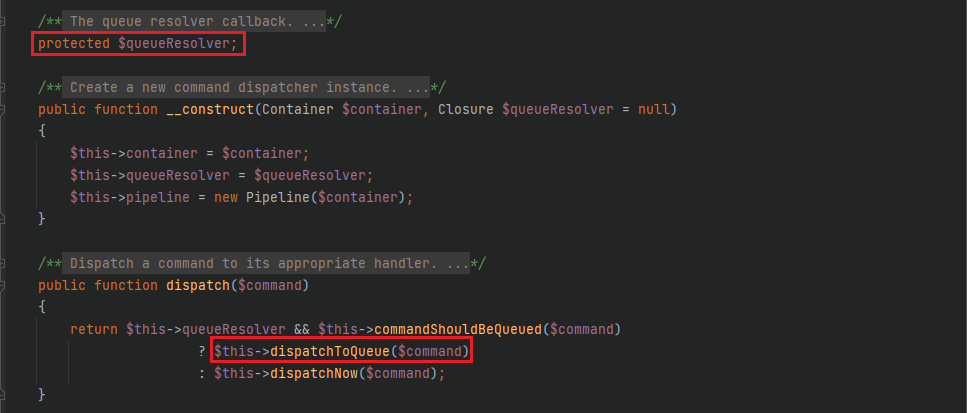 /** The queue resolver callback. ...*/
protected $queueResolver;
/** Create a new command dispatcher instance. ...*/
public function __construct(Container $container, Closure $queueResolver = null)
{
$this->container = $container;
$this->queueResolver = $queueResolver;
$this->pipeline = new Pipeline($container);
}
/** Dispatch a command to its appropriate handler. ...*/
public function dispatch($command)
{
return $this->queueResolver && $this->commandShouldBeQueued($command)
? $this->dispatchToQueue($command)
: $this->dispatchNow($command);
}